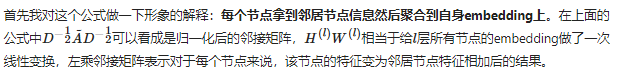 首先我对这个公式做一下形象的解释：每个节点拿到邻居节点信息然后聚合到自身embedding上。在上面的
公式中D^{-\frac{1}{2}}ÃD^{-\frac{1}{2}}可以看成是归一化后的邻接矩阵，H^{(l)}W^{(l)}相当于给l层所有节点的embedding做了一次
线性变换，左乘邻接矩阵表示对于每个节点来说，该节点的特征变为邻居节点特征相加后的结果。